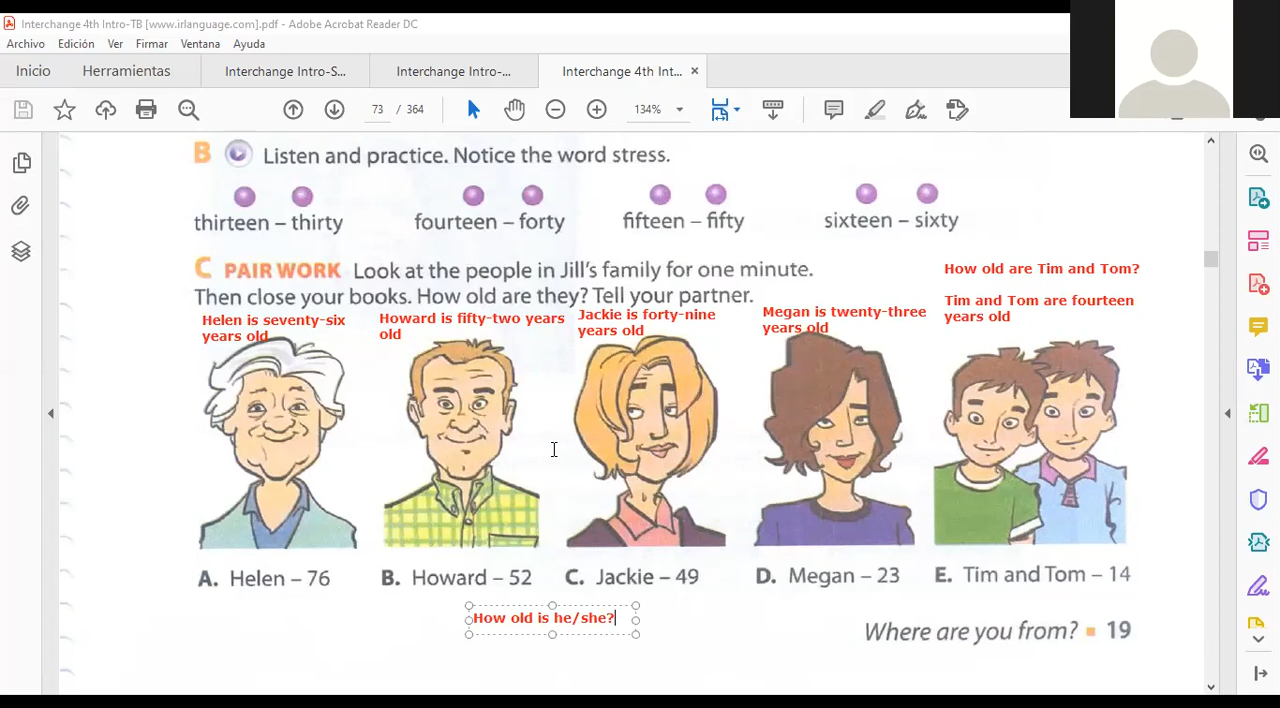 Interchange 4th Intro-TB [www.irlanguage.com].pdf - Adobe Acrobat Reader DC
Archivo Edición Ver Firmar Ventana Ayuda
Inicio Herramientas Interchange Intro-S... Interchange Intro-... Interchange 4th Int... ×
73 / 364 134%
B Listen and practice. Notice the word stress.
thirteen – thirty fourteen – forty fifteen – fifty sixteen – sixty
C PAIR WORK Look at the people in Jill's family for one minute.
Then close your books. How old are they? Tell your partner.
How old are Tim and Tom?
Tim and Tom are fourteen
years old
Helen is seventy-six
years old
Howard is fifty-two years
old
Jackie is forty-nine
years old
Megan is twenty-three
years old
A. Helen – 76 B. Howard – 52 C. Jackie – 49 D. Megan – 23 E. Tim and Tom – 14
How old is he/she?
Where are you from? 19